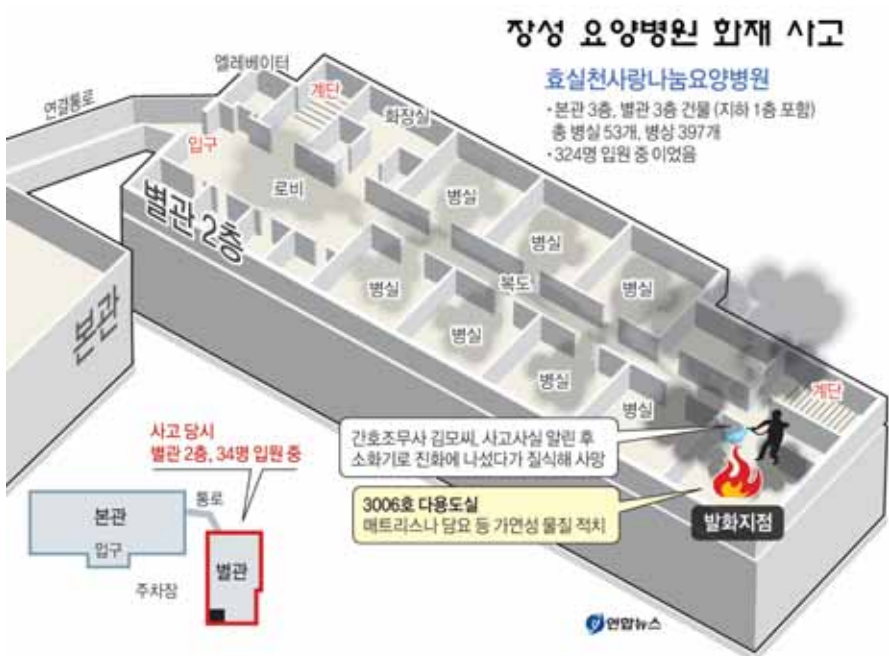 장성 요양병원 화재 사고
효실천사랑나눔요양병원
· 본관 3층, 별관 3층 건물 (지하 1층 포함)
총 병실 53개, 병상 397개
· 324명 입원 중 이었음
엘레베이터
계단
연결통로
화장실
입구
로비
별관 2층
병실
병실
병실
복도
병실
병실
병실
병실
병실
계단
본관
간호조무사 김모씨, 사고사실 알린 후
소화기로 진화에 나섰다가 질식해 사망
3006호 다용도실
매트리스나 담요 등 가연성 물질 적치
발화지점
사고 당시
별관 2층, 34명 입원 중
통로
본관
입구
별관
주차장
연합뉴스